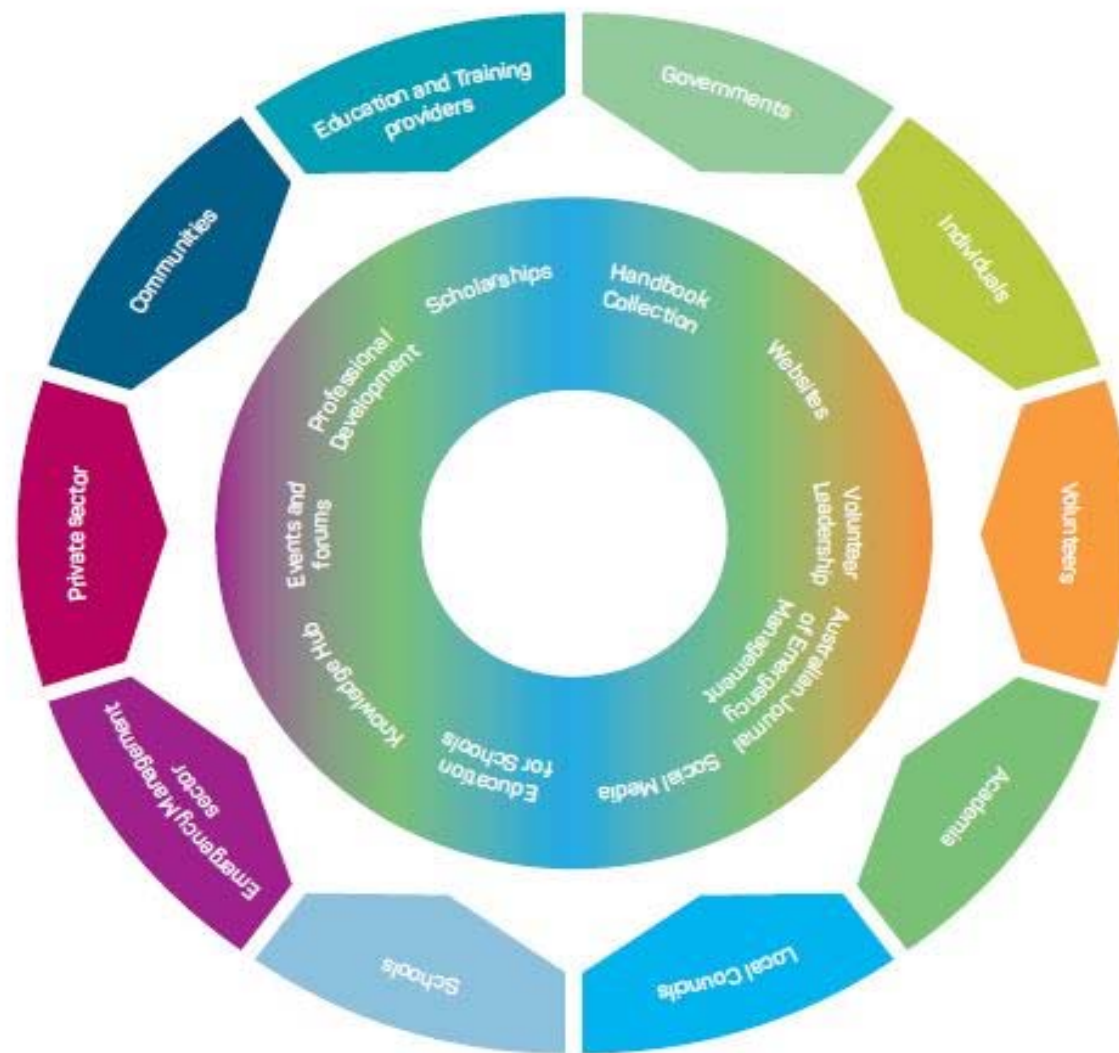 Governments
Individuals
Volunteers
Academia
Local Councils
Schools
Emergency Management
sector
Private sector
Communities
Education and Training
providers
Handbook
Collection
Websites
Volunteer
Leadership
Australian Journal
of Emergency
Management
Social Media
Education
for Schools
Knowledge Hub
Events and
forums
Professional
Development
Scholarships